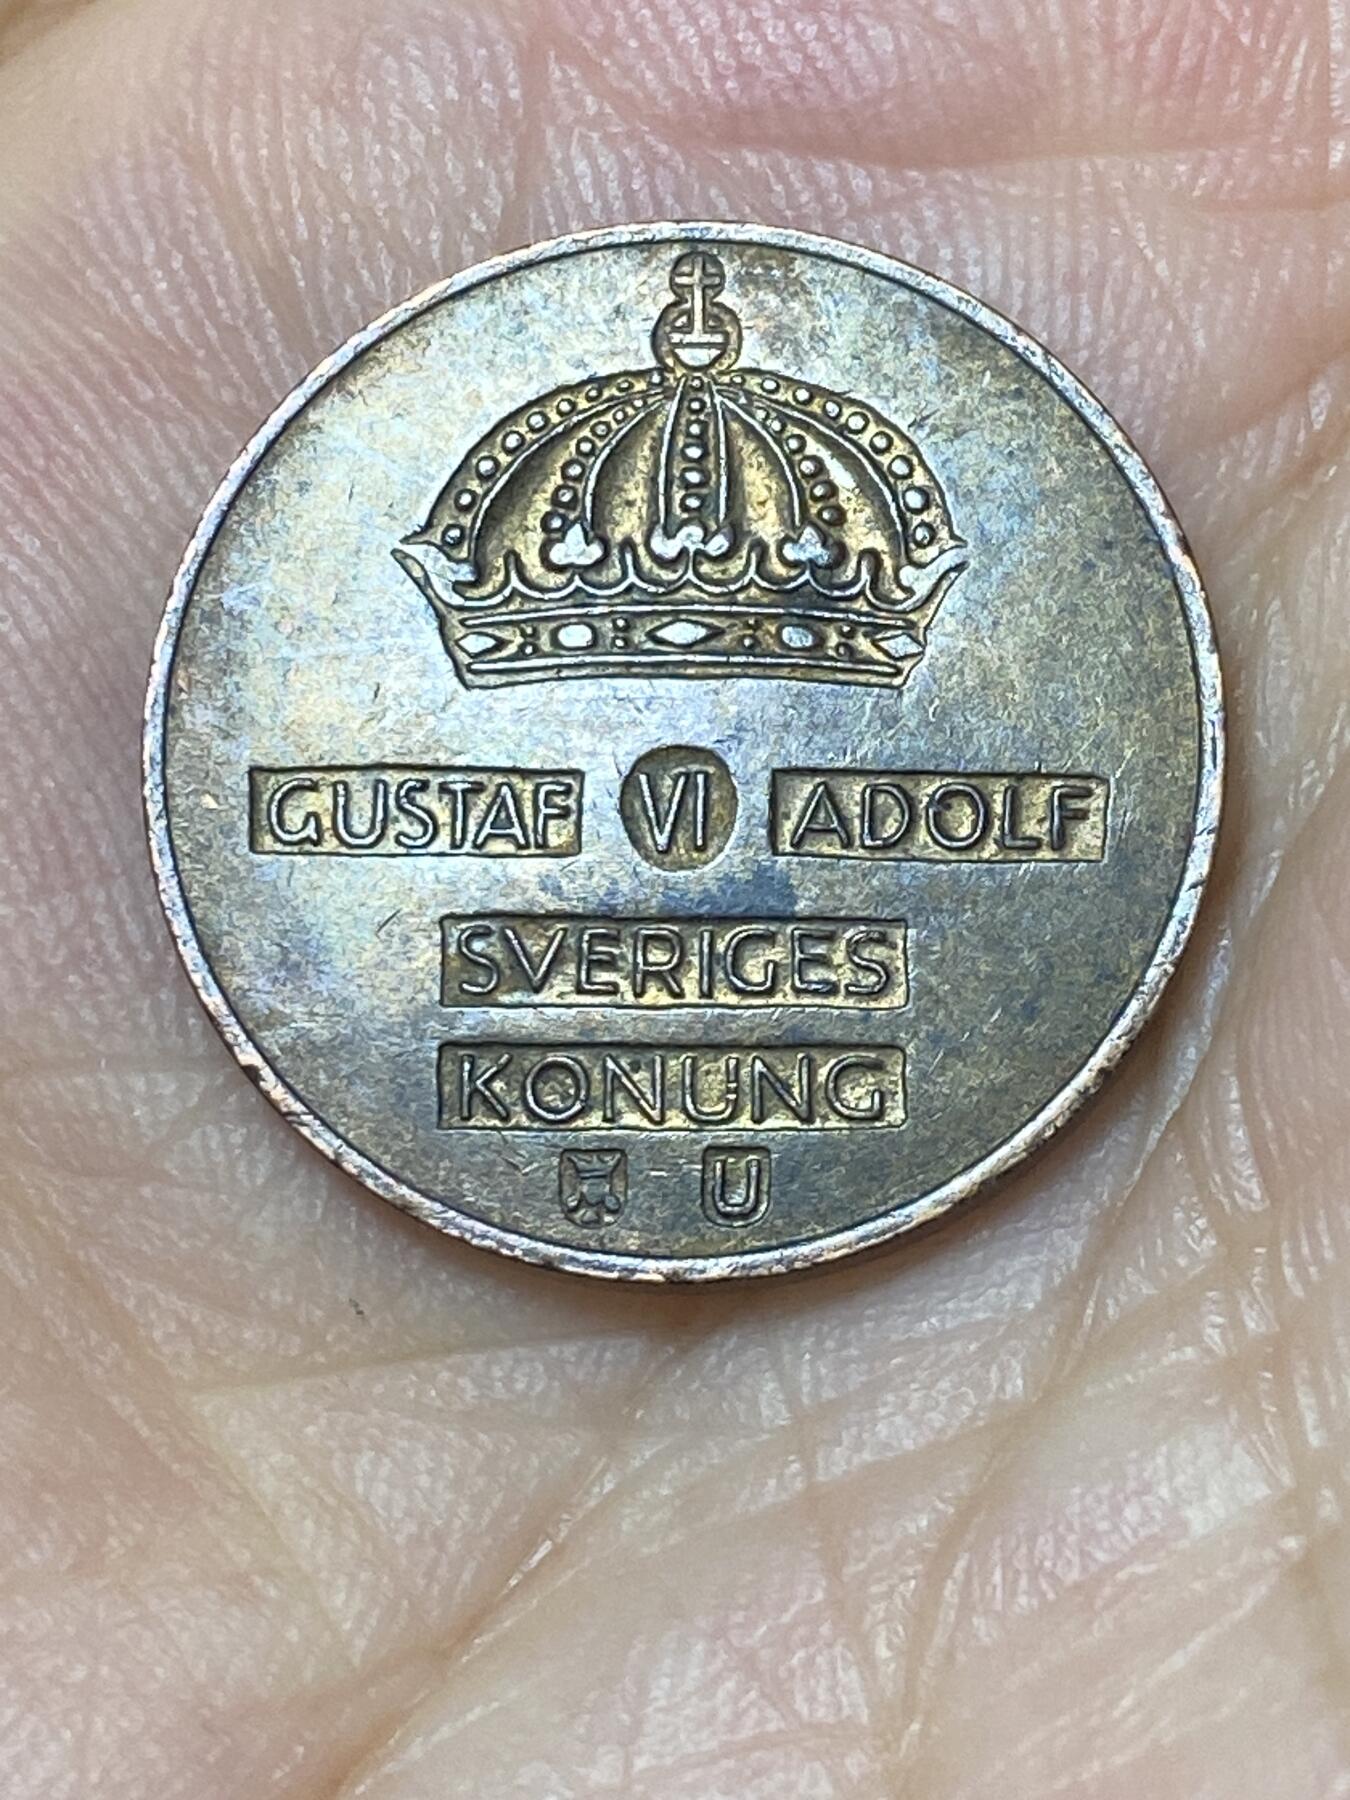 GUSTAF VI ADOLF
SVERIGES
KONUNG
U